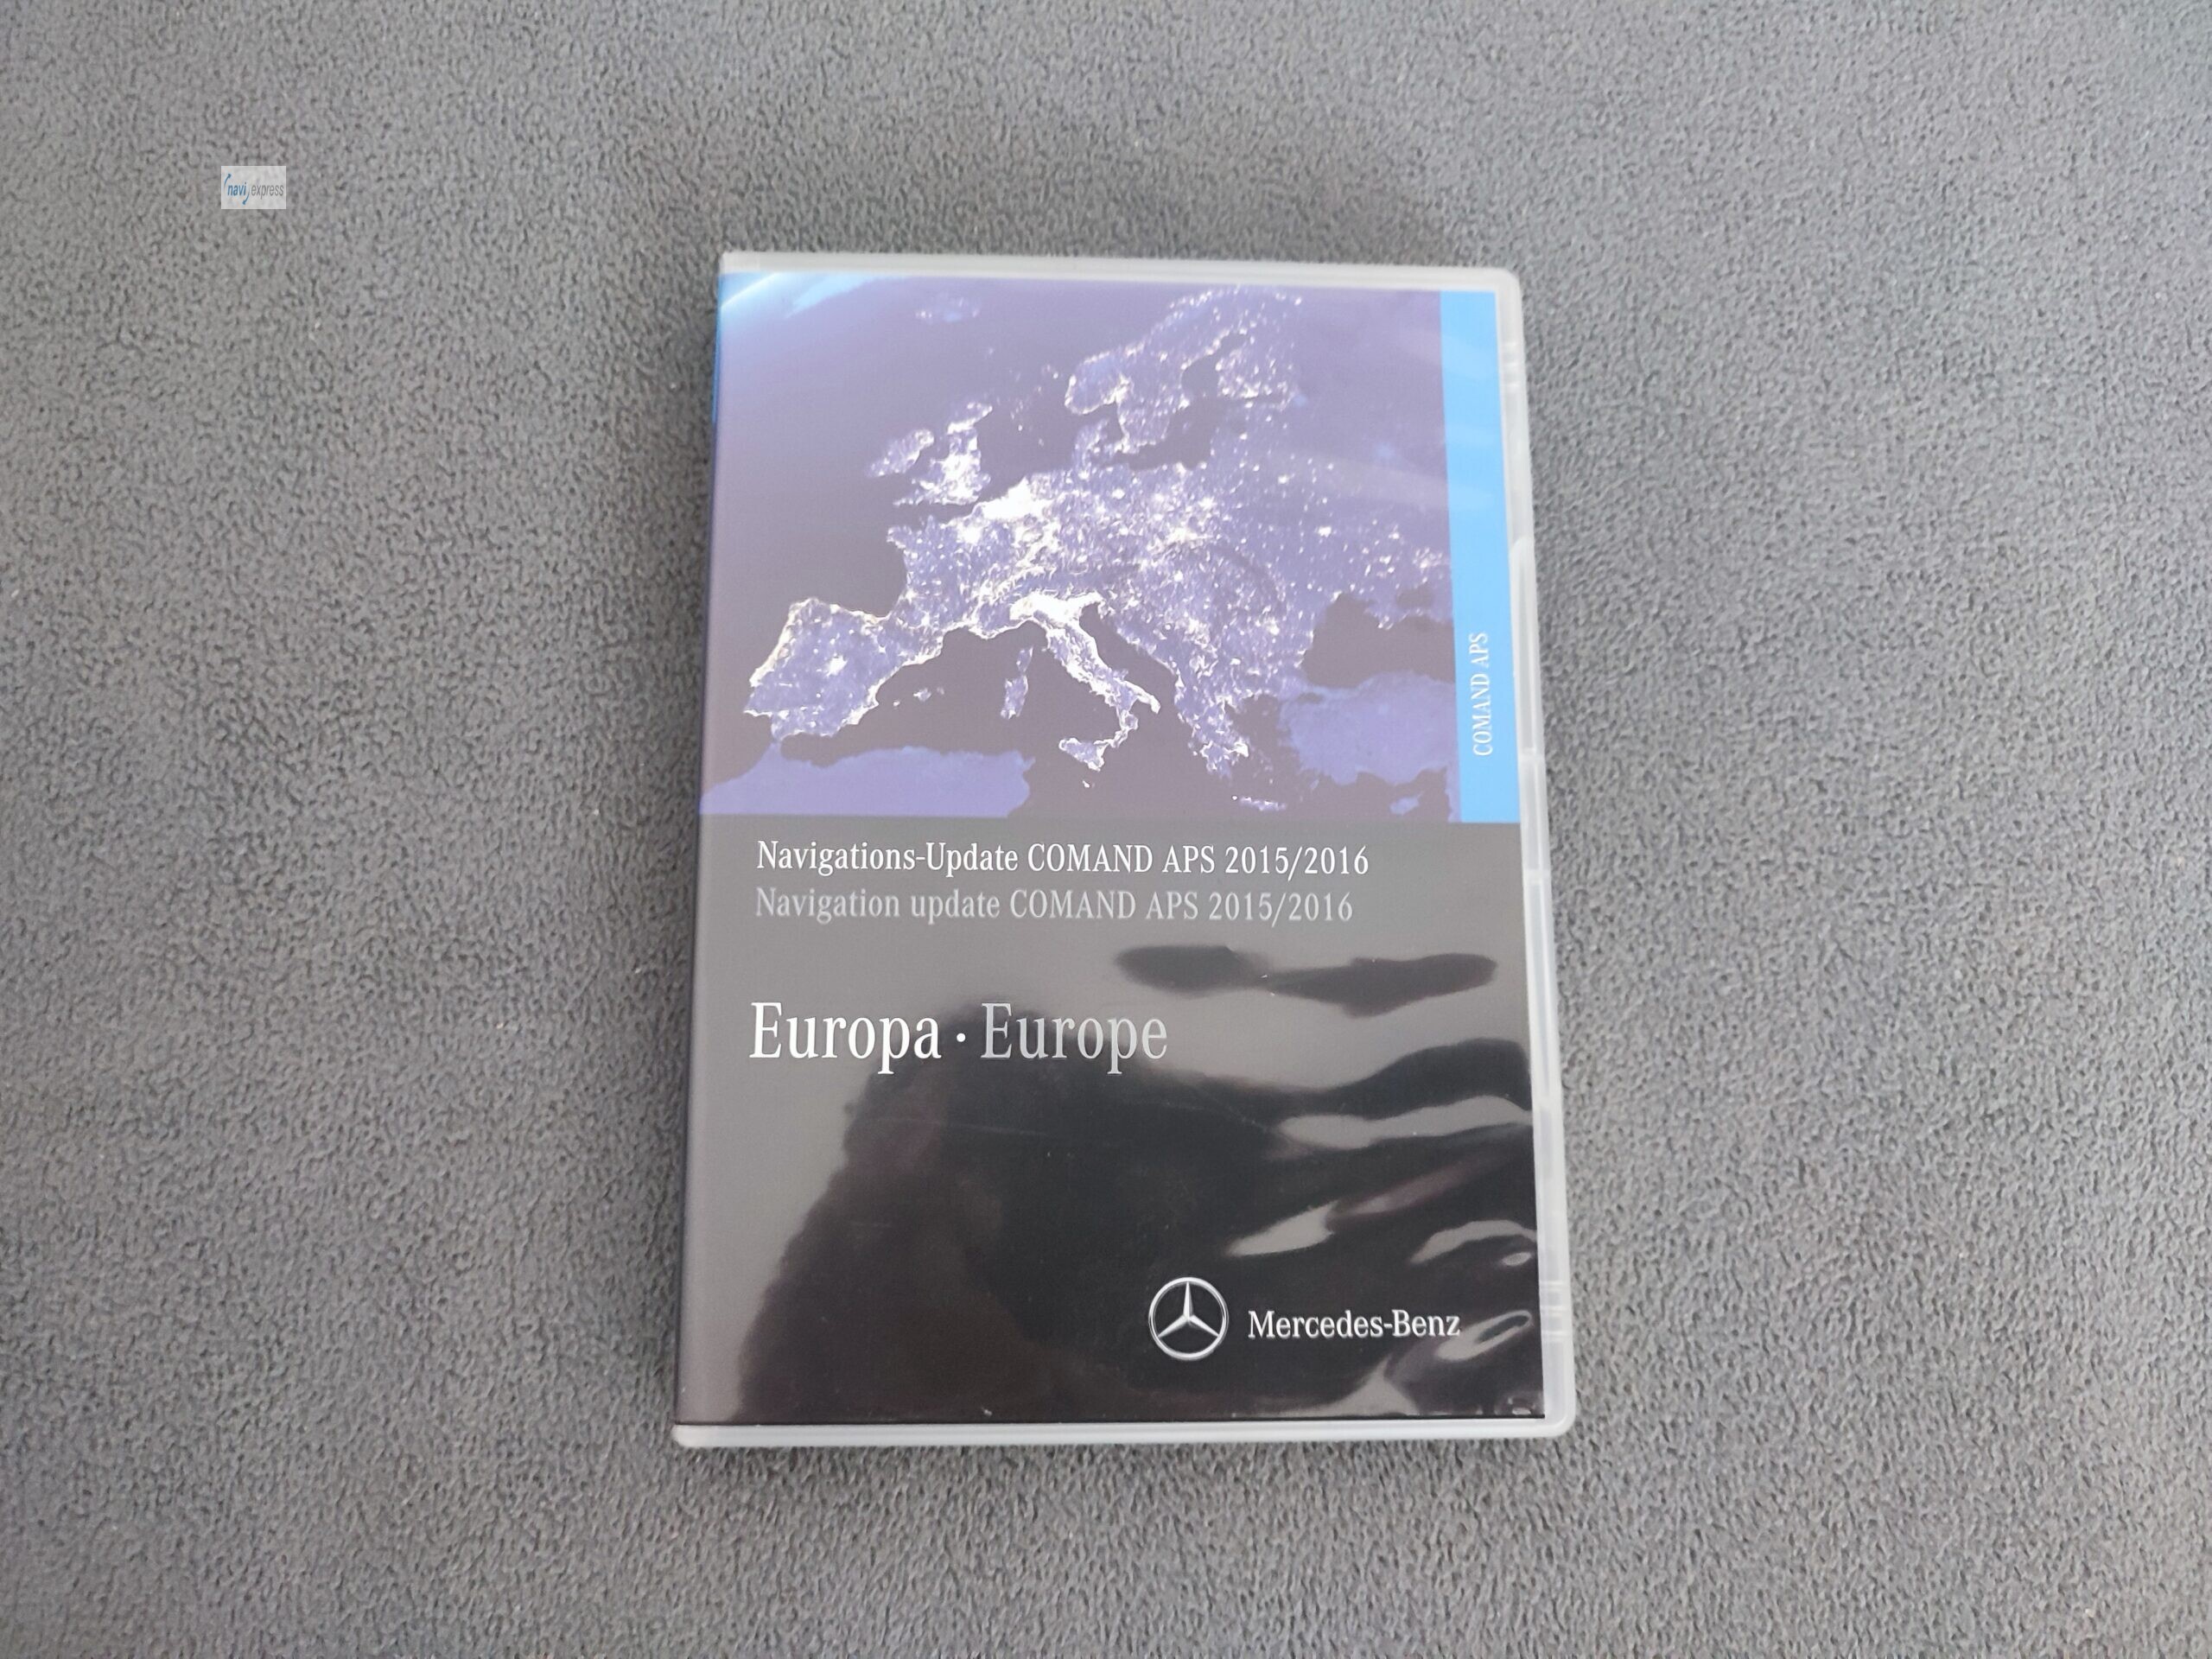 navi express
COMAND APS
Navigations-Update COMAND APS 2015/2016
Navigation update COMAND APS 2015/2016
Europa · Europe
Mercedes-Benz